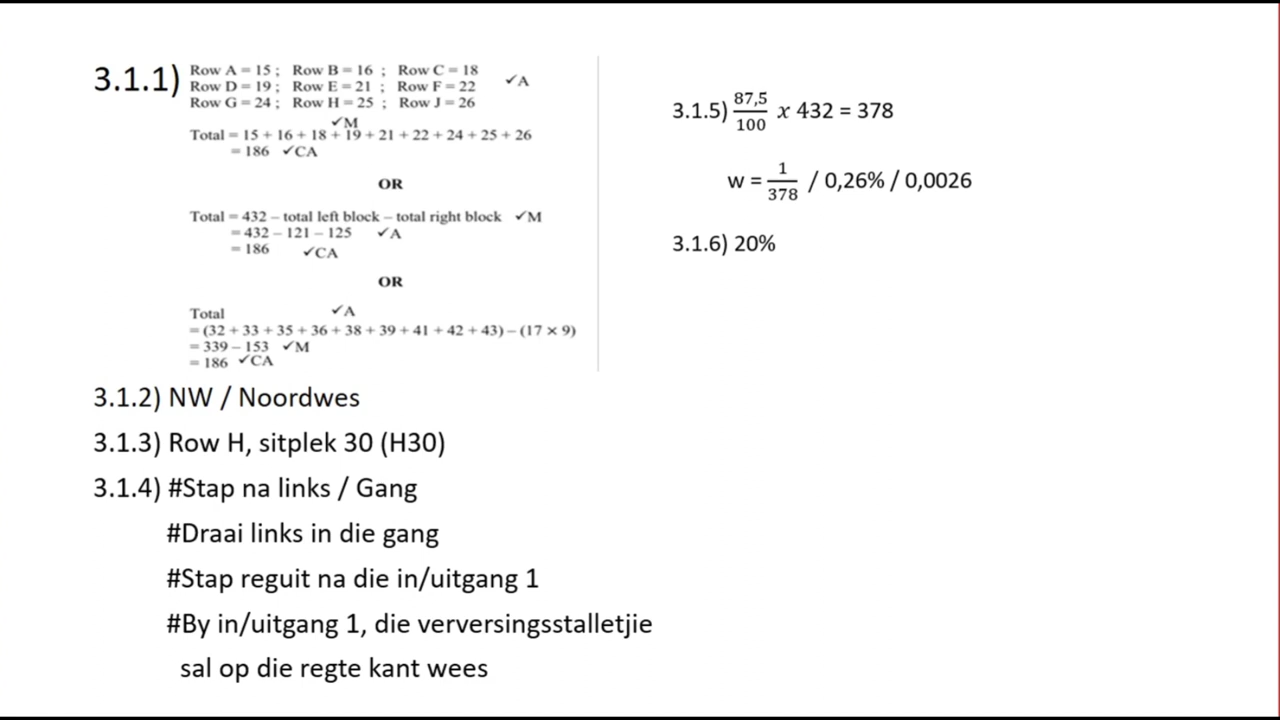 3.1.1) Row A = 15 ; Row B = 16 ; Row C = 18
Row D = 19 ; Row E = 21 ; Row F = 22 ✓A
Row G = 24 ; Row H = 25 ; Row J = 26
✓M
Total = 15 + 16 + 18 + 19 + 21 + 22 + 24 + 25 + 26
= 186 ✓CA
OR
Total = 432 – total left block – total right block ✓M
= 432 – 121 – 125 ✓A
= 186 ✓CA
OR
Total ✓A
= (32 + 33 + 35 + 36 + 38 + 39 + 41 + 42 + 43) – (17 × 9)
= 339 – 153 ✓M
= 186 ✓CA
3.1.2) NW / Noordwes
3.1.3) Row H, sitplek 30 (H30)
3.1.4) #Stap na links / Gang
#Draai links in die gang
#Stap reguit na die in/uitgang 1
#By in/uitgang 1, die verversingsstalletjie
sal op die regte kant wees
3.1.5) 87,5/100 x 432 = 378
w = 1/378 / 0,26% / 0,0026
3.1.6) 20%